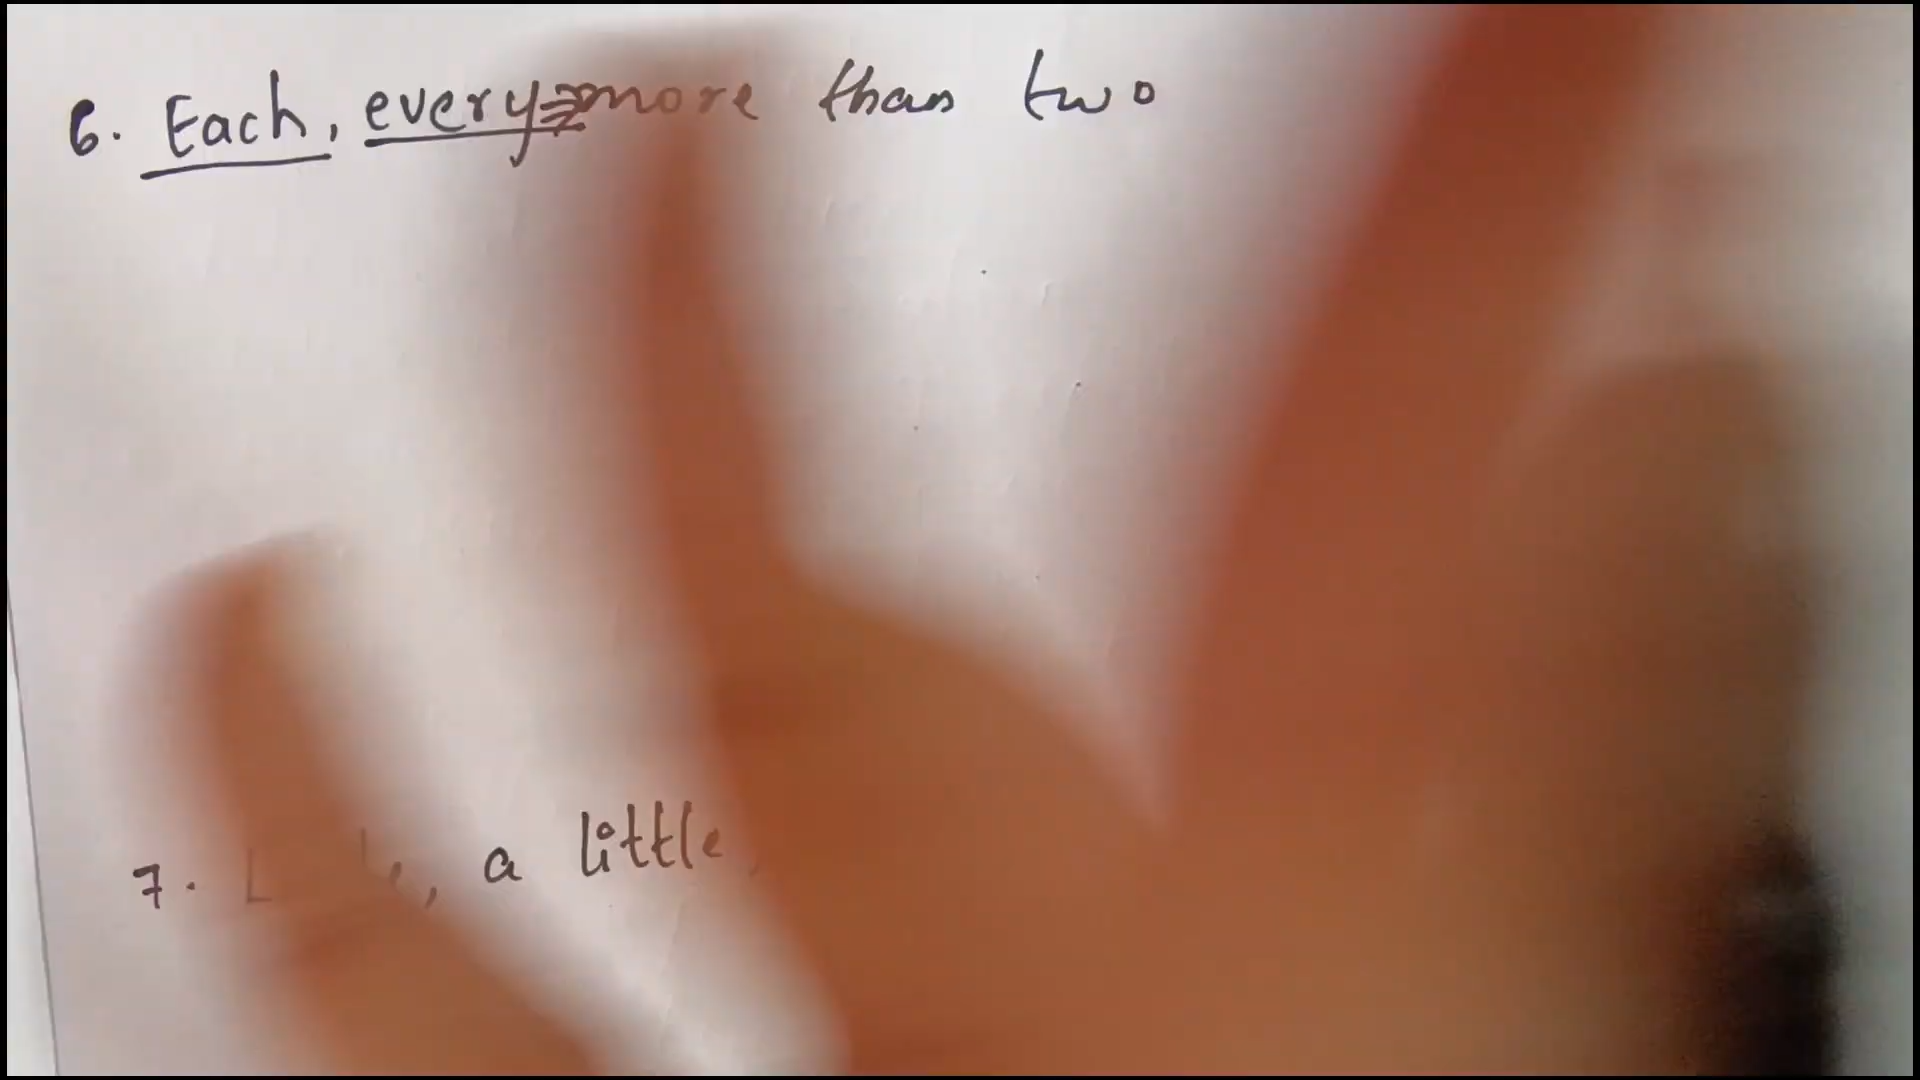 6. Each, every = more than two
7. a little